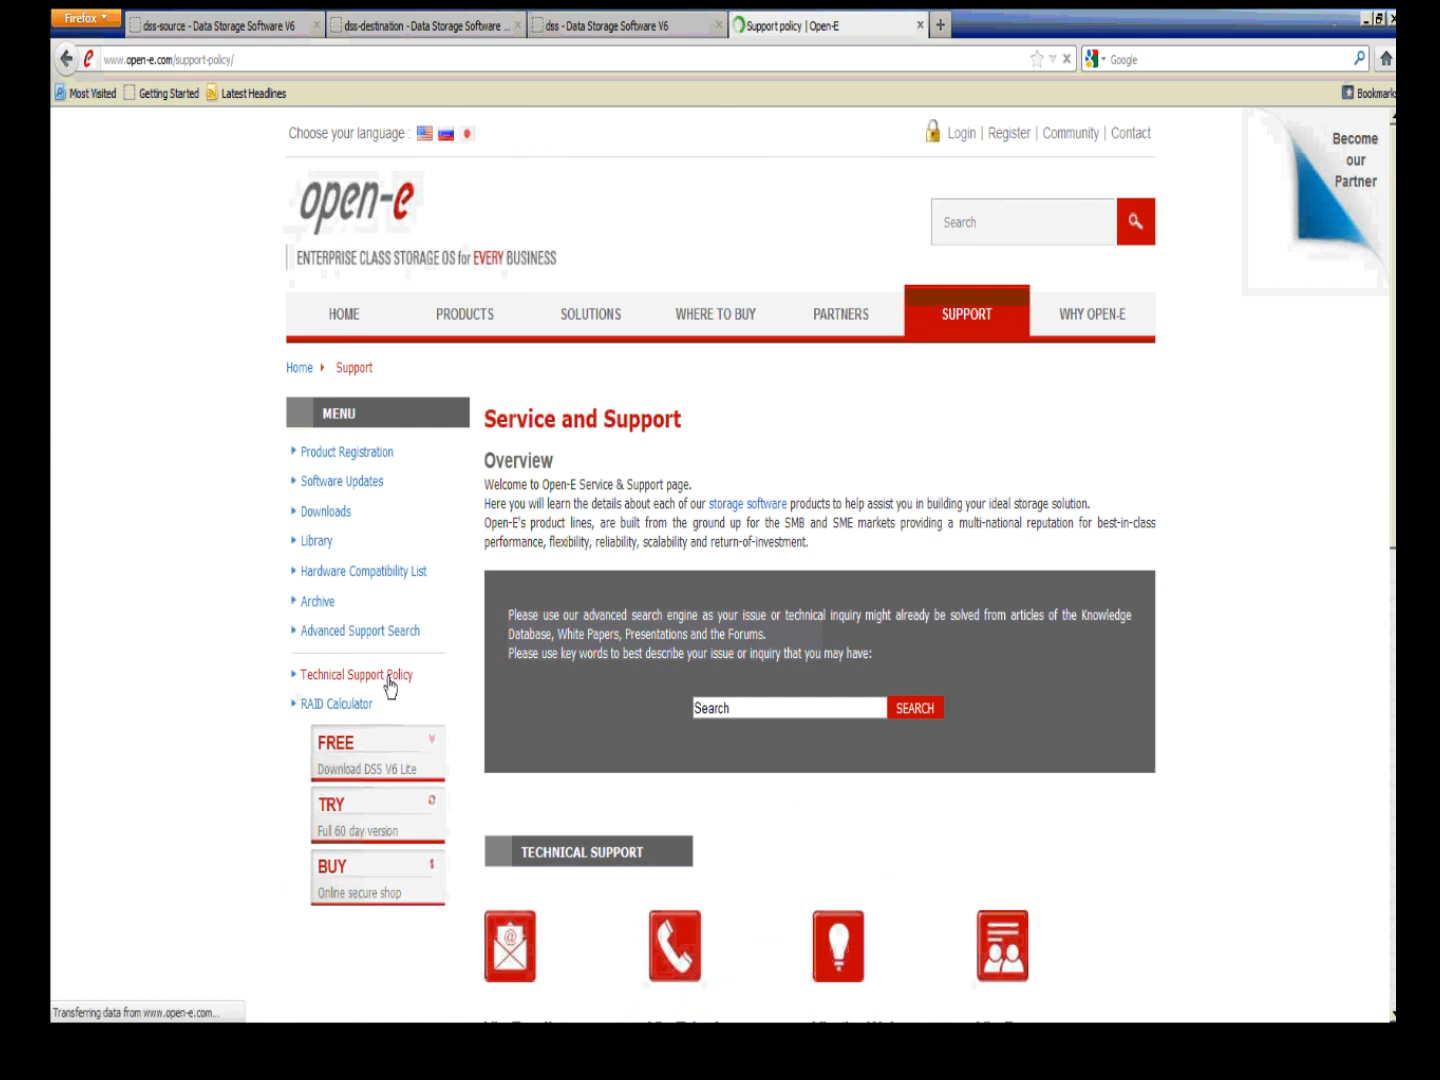 Firefox
dss-source - Data Storage Software V6
dss-destination - Data Storage Software ...
dss - Data Storage Software V6
Support policy | Open-E
www.open-e.com/support-policy/
Google
Most Visited
Getting Started
Latest Headlines
Bookmarks
Choose your language :
Login | Register | Community | Contact
Become
our
Partner
open-e
Search
ENTERPRISE CLASS STORAGE OS for EVERY BUSINESS
HOME
PRODUCTS
SOLUTIONS
WHERE TO BUY
PARTNERS
SUPPORT
WHY OPEN-E
Home
Support
MENU
Product Registration
Software Updates
Downloads
Library
Hardware Compatibility List
Archive
Advanced Support Search
Technical Support Policy
RAID Calculator
FREE
Download DSS V6 Lite
TRY
Full 60 day version
BUY
Online secure shop
Service and Support
Overview
Welcome to Open-E Service & Support page.
Here you will learn the details about each of our storage software products to help assist you in building your ideal storage solution.
Open-E's product lines, are built from the ground up for the SMB and SME markets providing a multi-national reputation for best-in-class
performance, flexibility, reliability, scalability and return-of-investment.
Please use our advanced search engine as your issue or technical inquiry might already be solved from articles of the Knowledge
Database, White Papers, Presentations and the Forums.
Please use key words to best describe your issue or inquiry that you may have:
Search
SEARCH
TECHNICAL SUPPORT
Transferring data from www.open-e.com...